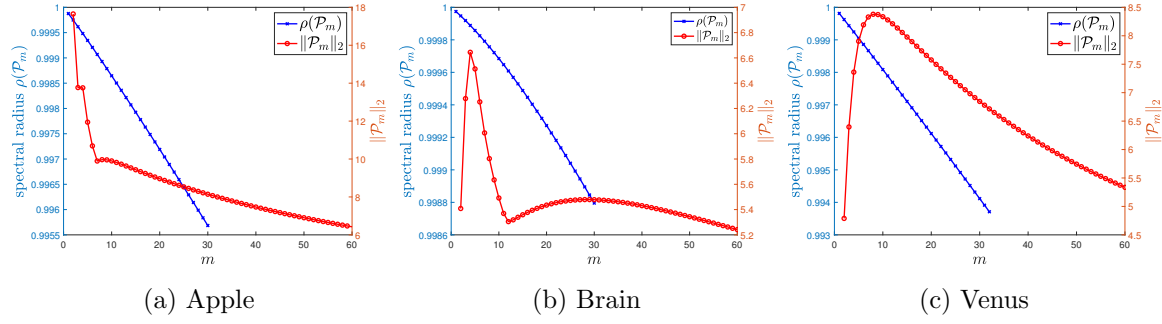 spectral radius ρ(𝒫ₘ)
1
0.9995
0.999
0.9985
0.998
0.9975
0.997
0.9965
0.996
0.9955
ρ(𝒫ₘ)
||𝒫ₘ||₂
18
16
14
12
10
8
6
||𝒫ₘ||₂
0 10 20 30 40 50 60
m
(a) Apple
spectral radius ρ(𝒫ₘ)
1
0.9998
0.9996
0.9994
0.9992
0.999
0.9988
0.9986
ρ(𝒫ₘ)
||𝒫ₘ||₂
7
6.8
6.6
6.4
6.2
6
5.8
5.6
5.4
5.2
||𝒫ₘ||₂
0 10 20 30 40 50 60
m
(b) Brain
spectral radius ρ(𝒫ₘ)
1
0.999
0.998
0.997
0.996
0.995
0.994
0.993
ρ(𝒫ₘ)
||𝒫ₘ||₂
8.5
8
7.5
7
6.5
6
5.5
5
4.5
||𝒫ₘ||₂
0 10 20 30 40 50 60
m
(c) Venus